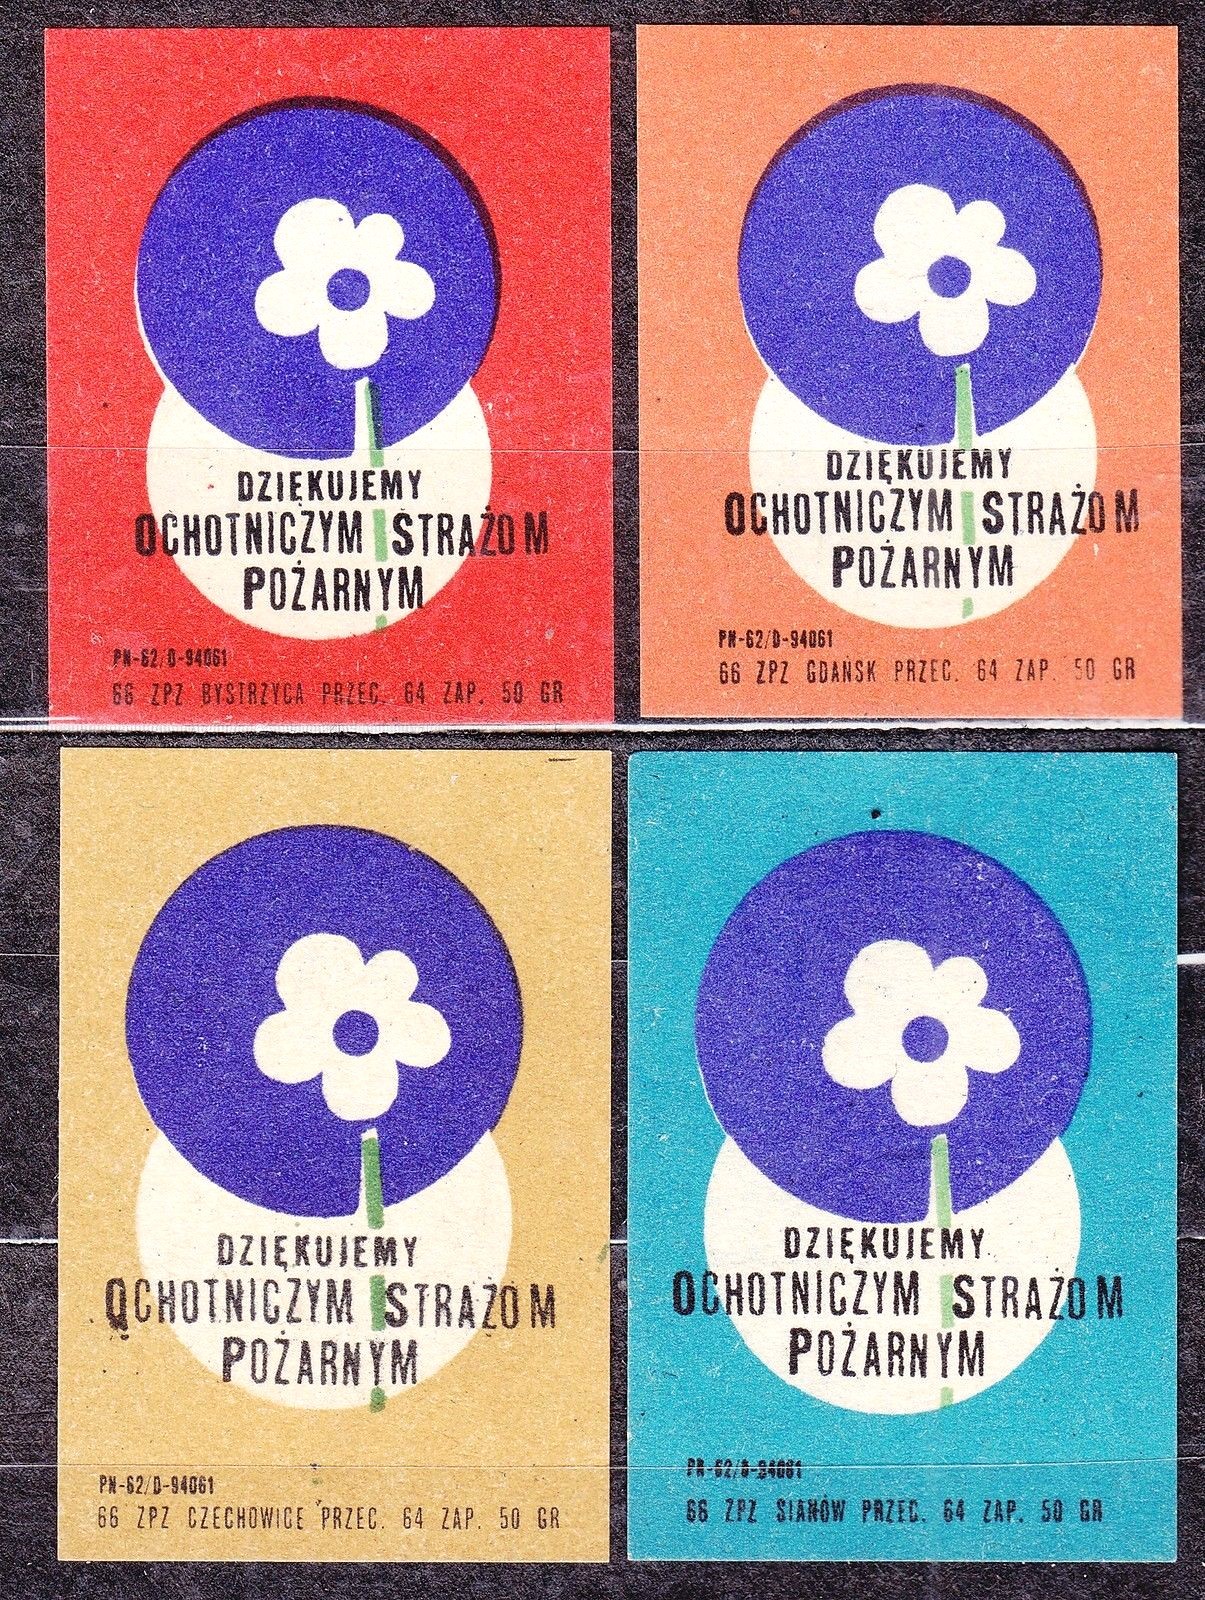 DZIĘKUJEMY
OCHOTNICZYM STRAŻOM
POŻARNYM
PN-62/D-94061
66 ZPZ BYSTRZYCA PRZEC. 64 ZAP. 50 GR
DZIĘKUJEMY
OCHOTNICZYM STRAŻOM
POŻARNYM
PN-62/D-94061
66 ZPZ GDAŃSK PRZEC. 64 ZAP. 50 GR
DZIĘKUJEMY
OCHOTNICZYM STRAŻOM
POŻARNYM
PN-62/D-94061
66 ZPZ CZECHOWICE PRZEC. 64 ZAP. 50 GR
DZIĘKUJEMY
OCHOTNICZYM STRAŻOM
POŻARNYM
PN-62/D-94061
66 ZPZ SIANÓW PRZEC. 64 ZAP. 50 GR